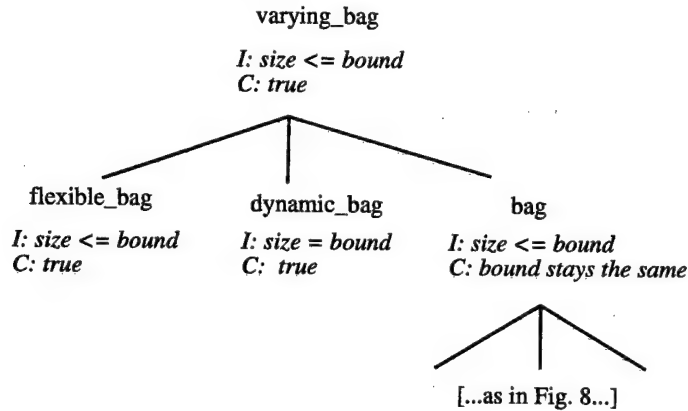 varying_bag
I: size <= bound
C: true
flexible_bag
I: size <= bound
C: true
dynamic_bag
I: size = bound
C: true
bag
I: size <= bound
C: bound stays the same
[...as in Fig. 8...]